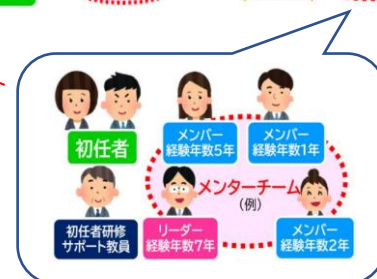 初任者
メンバー
経験年数5年
メンバー
経験年数1年
メンターチーム
(例)
初任者研修
サポート教員
リーダー
経験年数7年
メンバー
経験年数2年